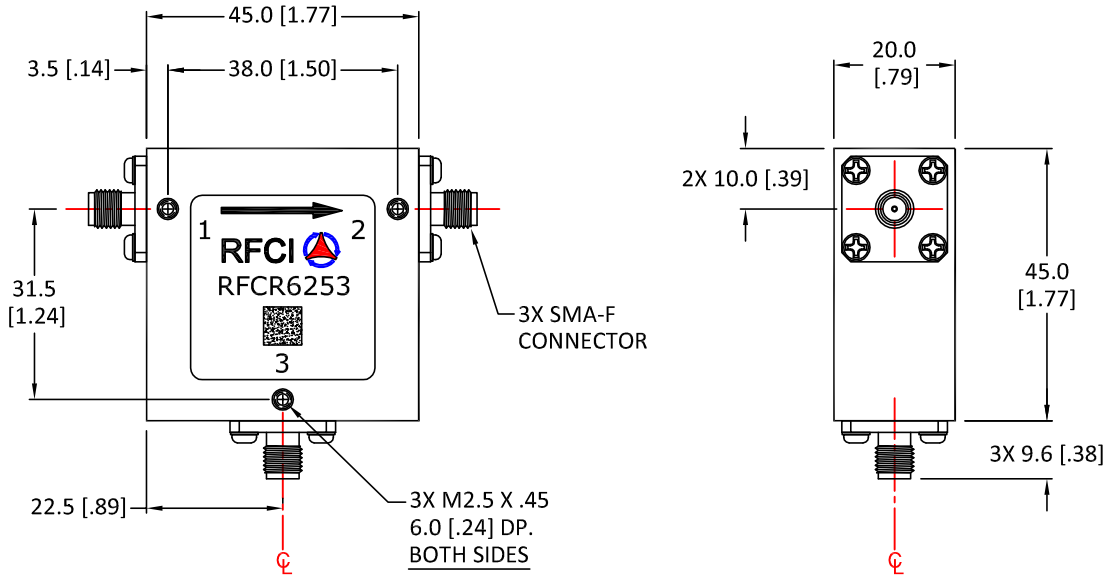 45.0 [1.77]
3.5 [.14]
38.0 [1.50]
1
2
RFCI
RFCR6253
3
31.5
[1.24]
3X SMA-F
CONNECTOR
22.5 [.89]
3X M2.5 X .45
6.0 [.24] DP.
BOTH SIDES
℄
20.0
[.79]
2X 10.0 [.39]
45.0
[1.77]
3X 9.6 [.38]
℄